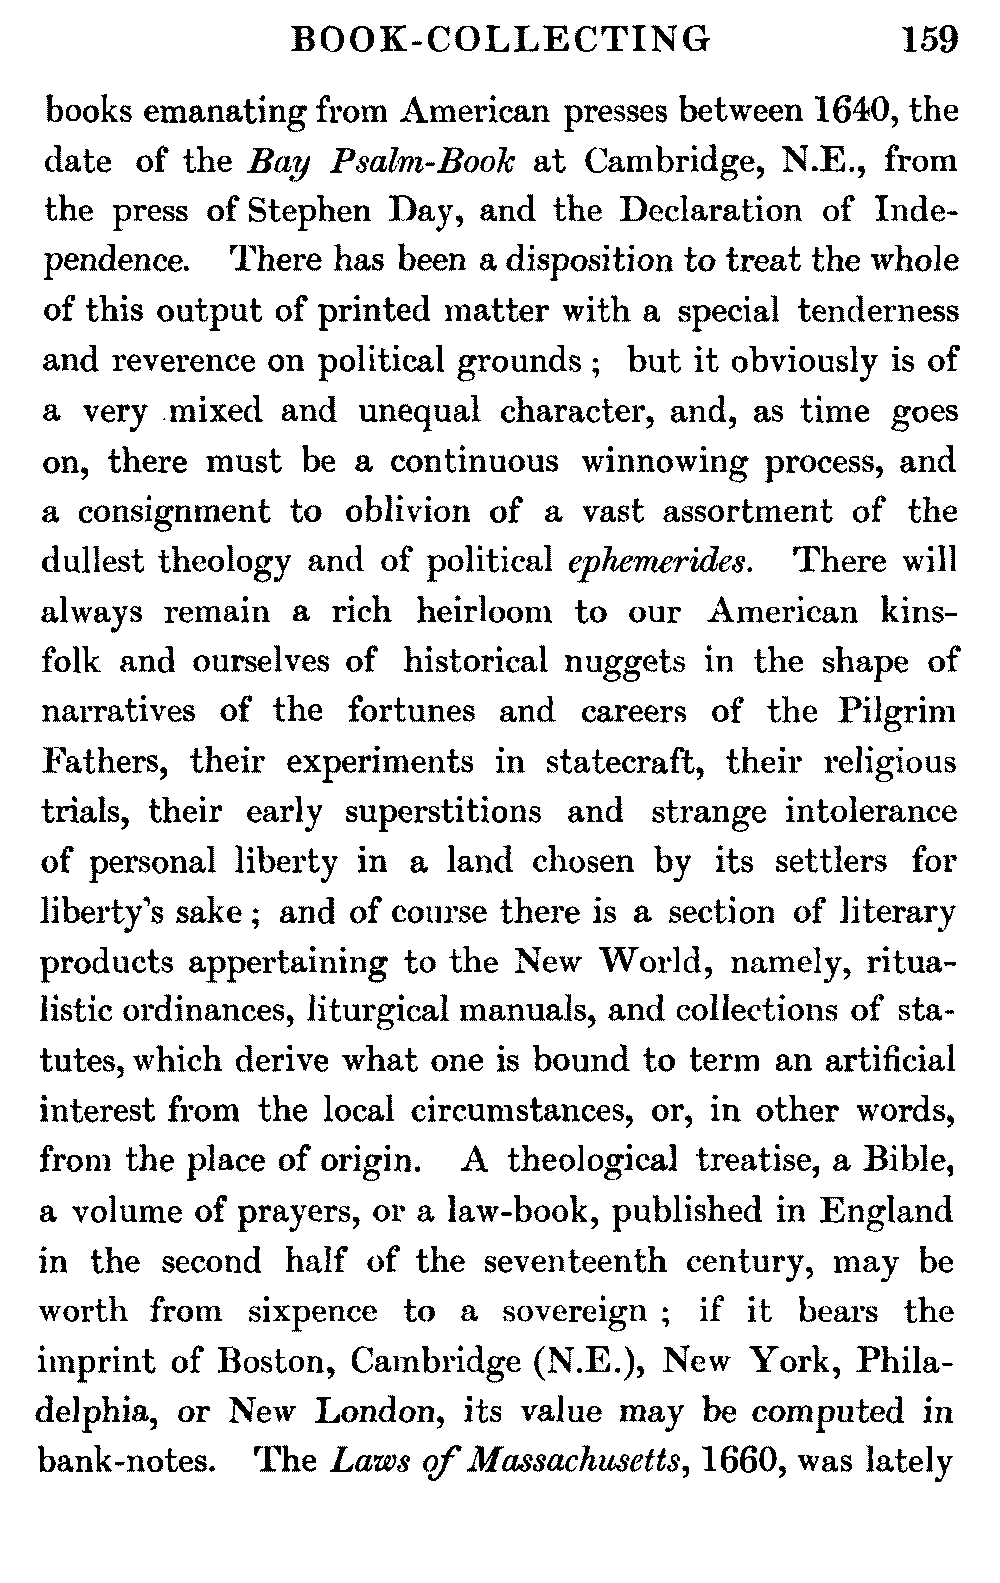 BOOK-COLLECTING 159
books emanating from American presses between 1640, the
date of the Bay Psalm-Book at Cambridge, N.E., from
the press of Stephen Day, and the Declaration of Inde-
pendence. There has been a disposition to treat the whole
of this output of printed matter with a special tenderness
and reverence on political grounds ; but it obviously is of
a very mixed and unequal character, and, as time goes
on, there must be a continuous winnowing process, and
a consignment to oblivion of a vast assortment of the
dullest theology and of political ephemerides. There will
always remain a rich heirloom to our American kins-
folk and ourselves of historical nuggets in the shape of
narratives of the fortunes and careers of the Pilgrim
Fathers, their experiments in statecraft, their religious
trials, their early superstitions and strange intolerance
of personal liberty in a land chosen by its settlers for
liberty's sake ; and of course there is a section of literary
products appertaining to the New World, namely, ritua-
listic ordinances, liturgical manuals, and collections of sta-
tutes, which derive what one is bound to term an artificial
interest from the local circumstances, or, in other words,
from the place of origin. A theological treatise, a Bible,
a volume of prayers, or a law-book, published in England
in the second half of the seventeenth century, may be
worth from sixpence to a sovereign ; if it bears the
imprint of Boston, Cambridge (N.E.), New York, Phila-
delphia, or New London, its value may be computed in
bank-notes. The Laws of Massachusetts, 1660, was lately